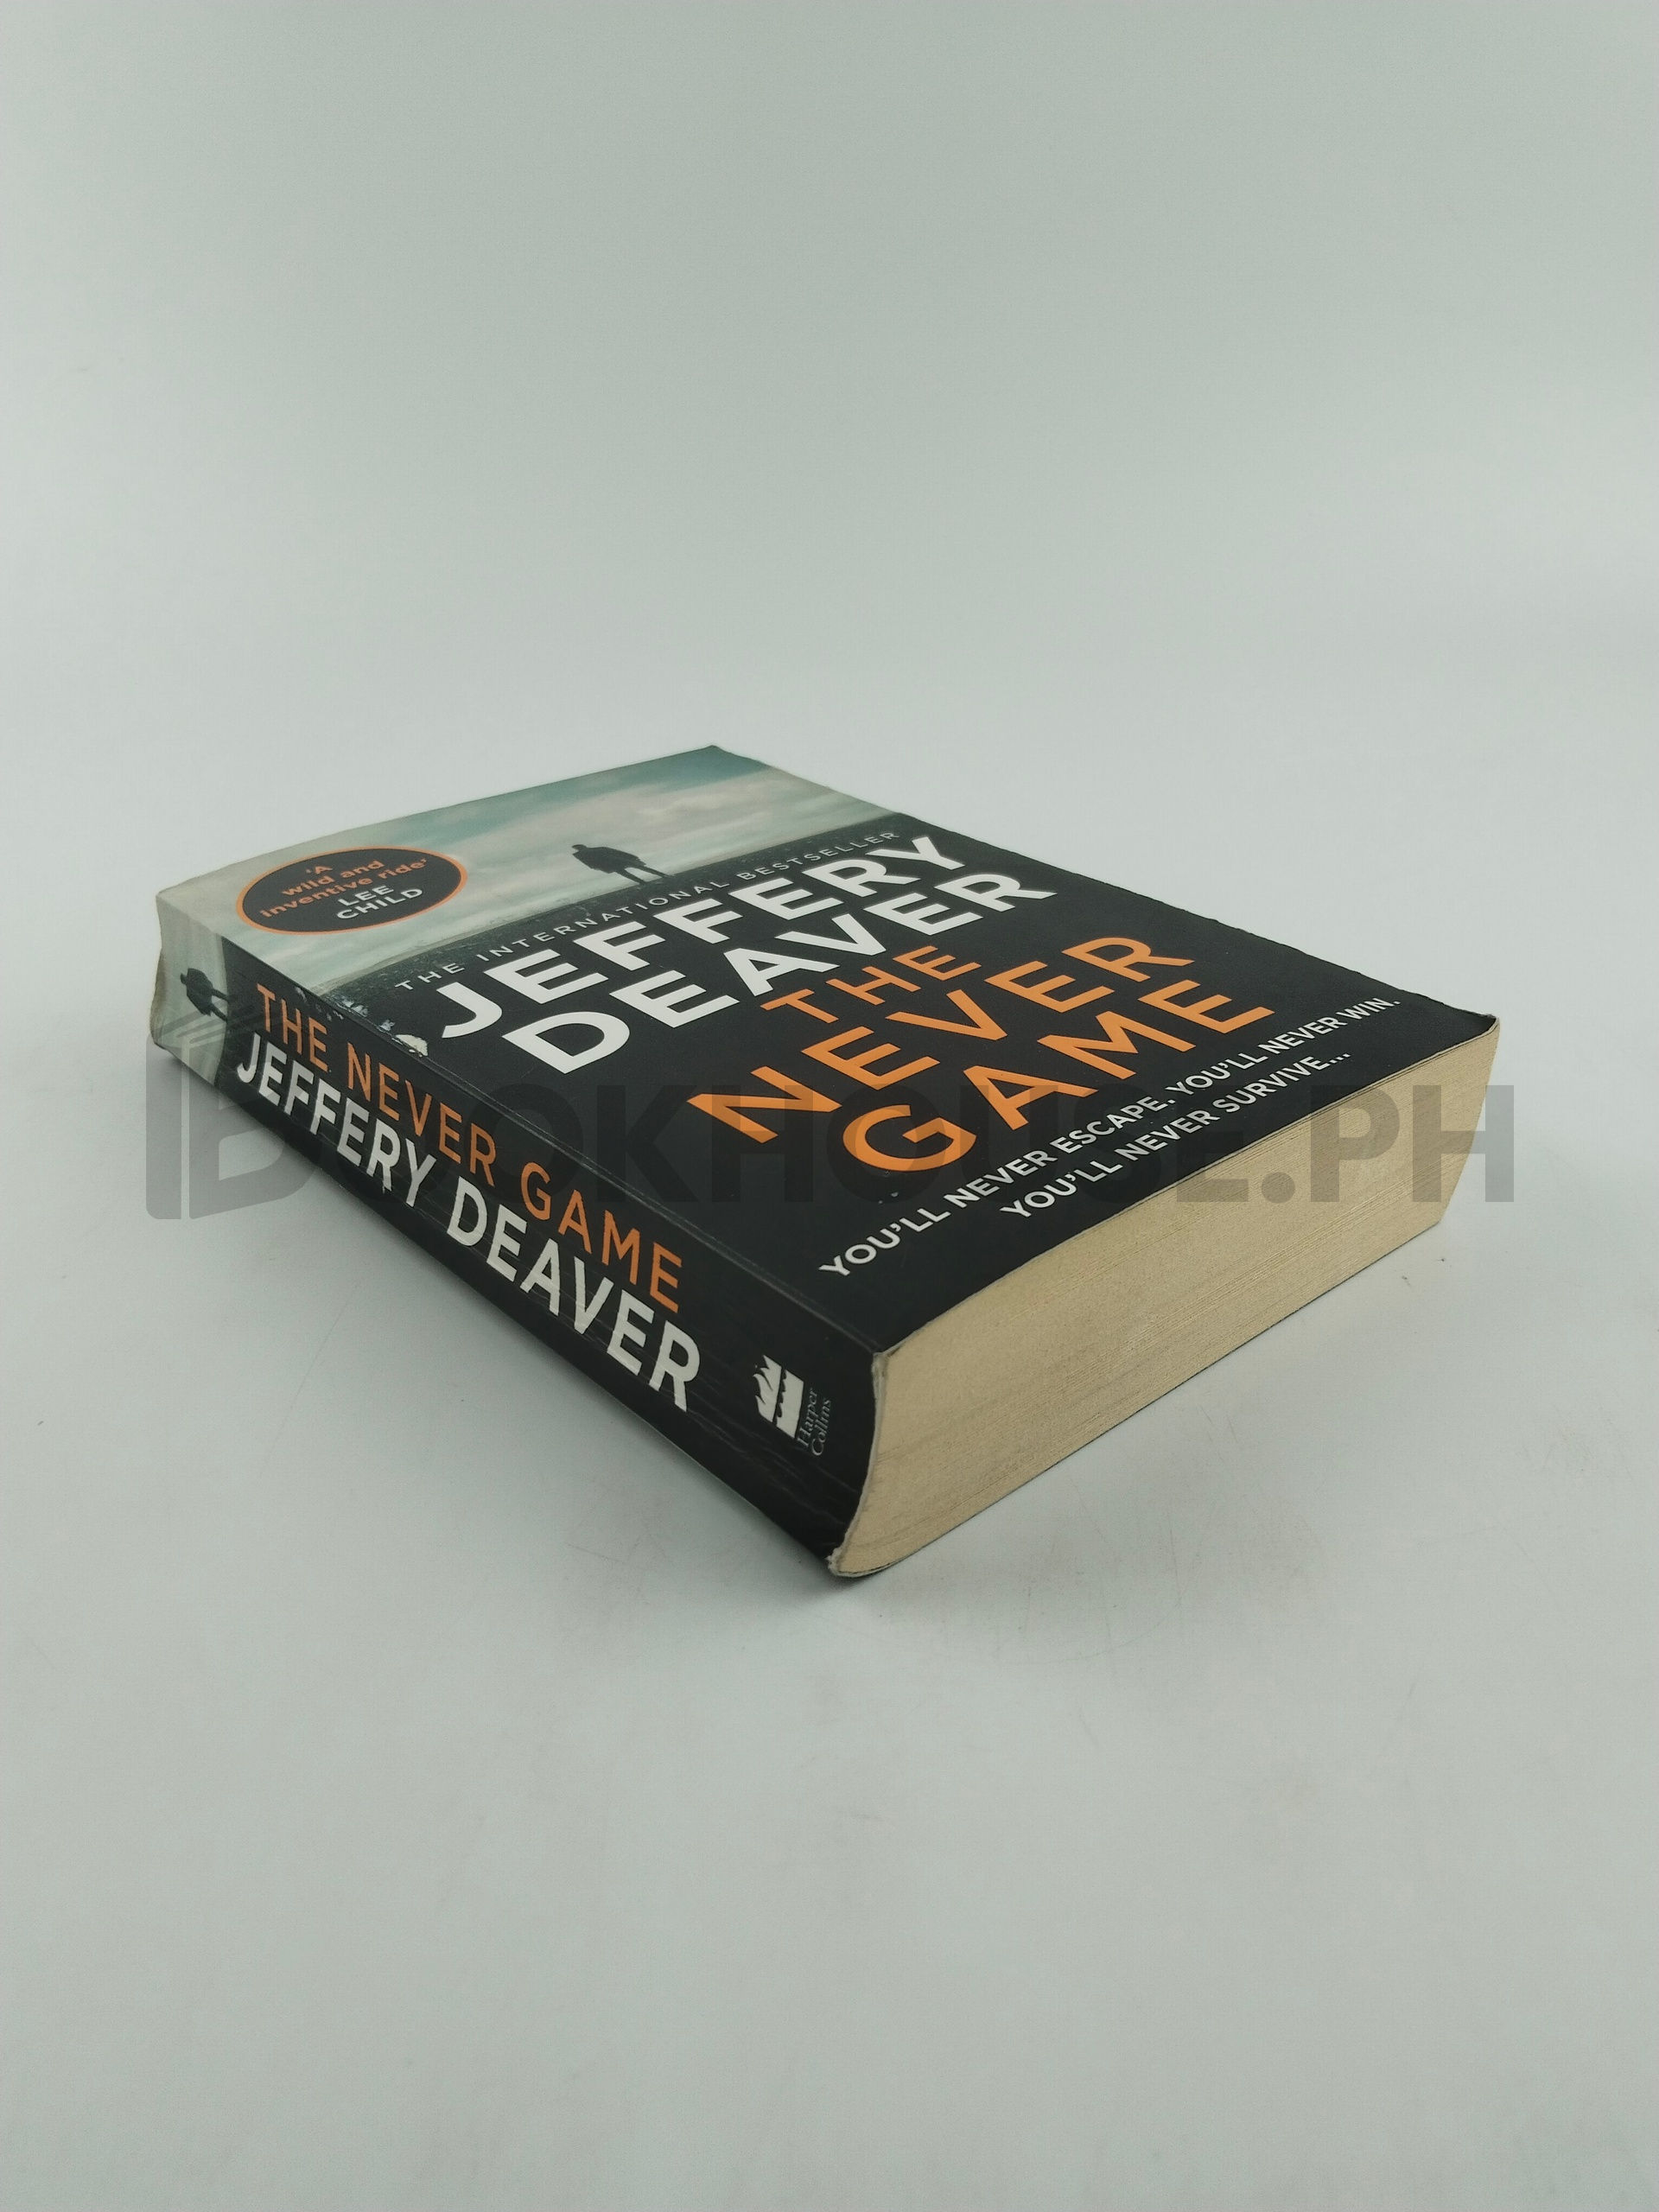 'A
wild and
inventive ride'
LEE
CHILD
THE INTERNATIONAL BESTSELLER
JEFFERY
DEAVER
THE
NEVER
GAME
YOU'LL NEVER ESCAPE. YOU'LL NEVER WIN.
YOU'LL NEVER SURVIVE...
THE NEVER GAME
JEFFERY DEAVER
Harper
Collins
BOOKHOUSE.PH